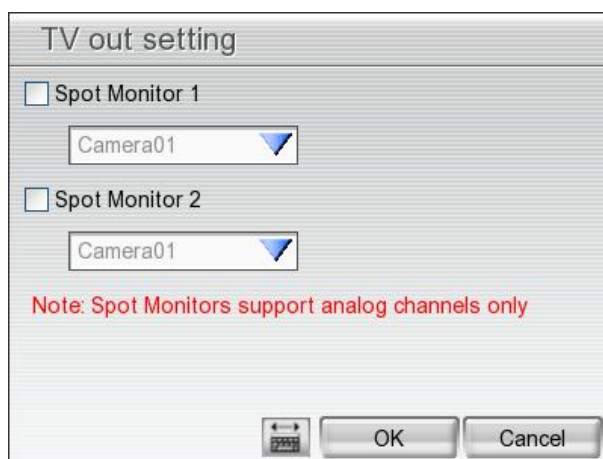 TV out setting
Spot Monitor 1
Camera01
Spot Monitor 2
Camera01
Note: Spot Monitors support analog channels only
OK Cancel